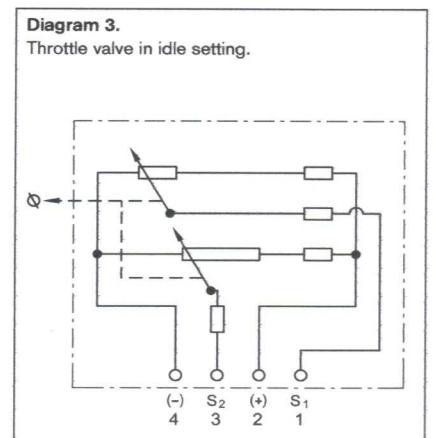 Diagram 3.
Throttle valve in idle setting.
∅
(–) S₂ (+) S₁
4 3 2 1